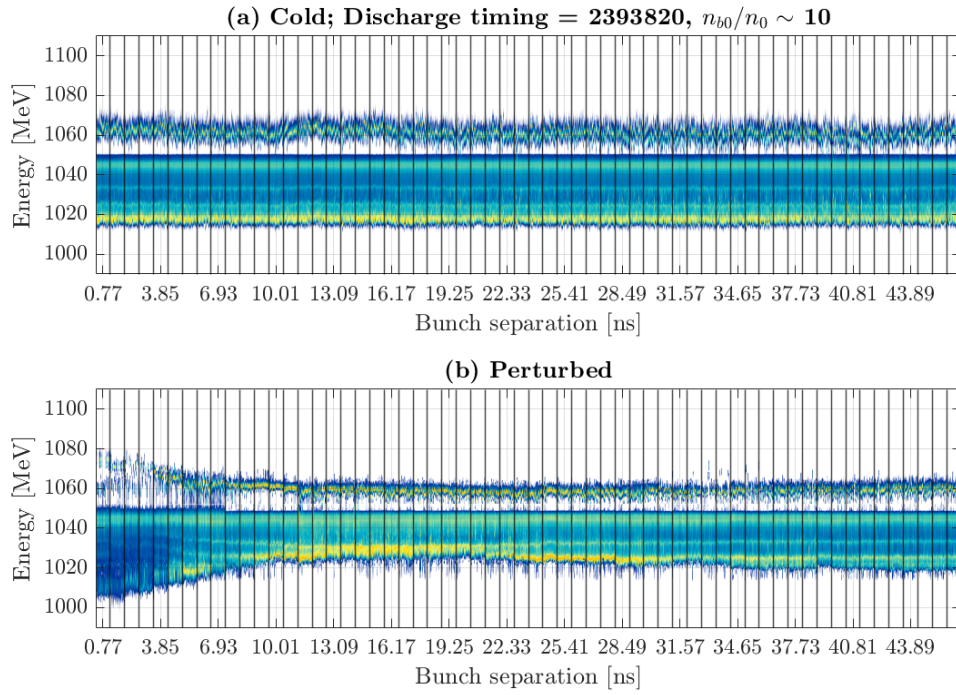 (a) Cold; Discharge timing = 2393820, n_{b0}/n_0 ∼ 10
1100
1080
1060
1040
1020
1000
Energy [MeV]
0.77 3.85 6.93 10.01 13.09 16.17 19.25 22.33 25.41 28.49 31.57 34.65 37.73 40.81 43.89
Bunch separation [ns]
(b) Perturbed
1100
1080
1060
1040
1020
1000
Energy [MeV]
0.77 3.85 6.93 10.01 13.09 16.17 19.25 22.33 25.41 28.49 31.57 34.65 37.73 40.81 43.89
Bunch separation [ns]